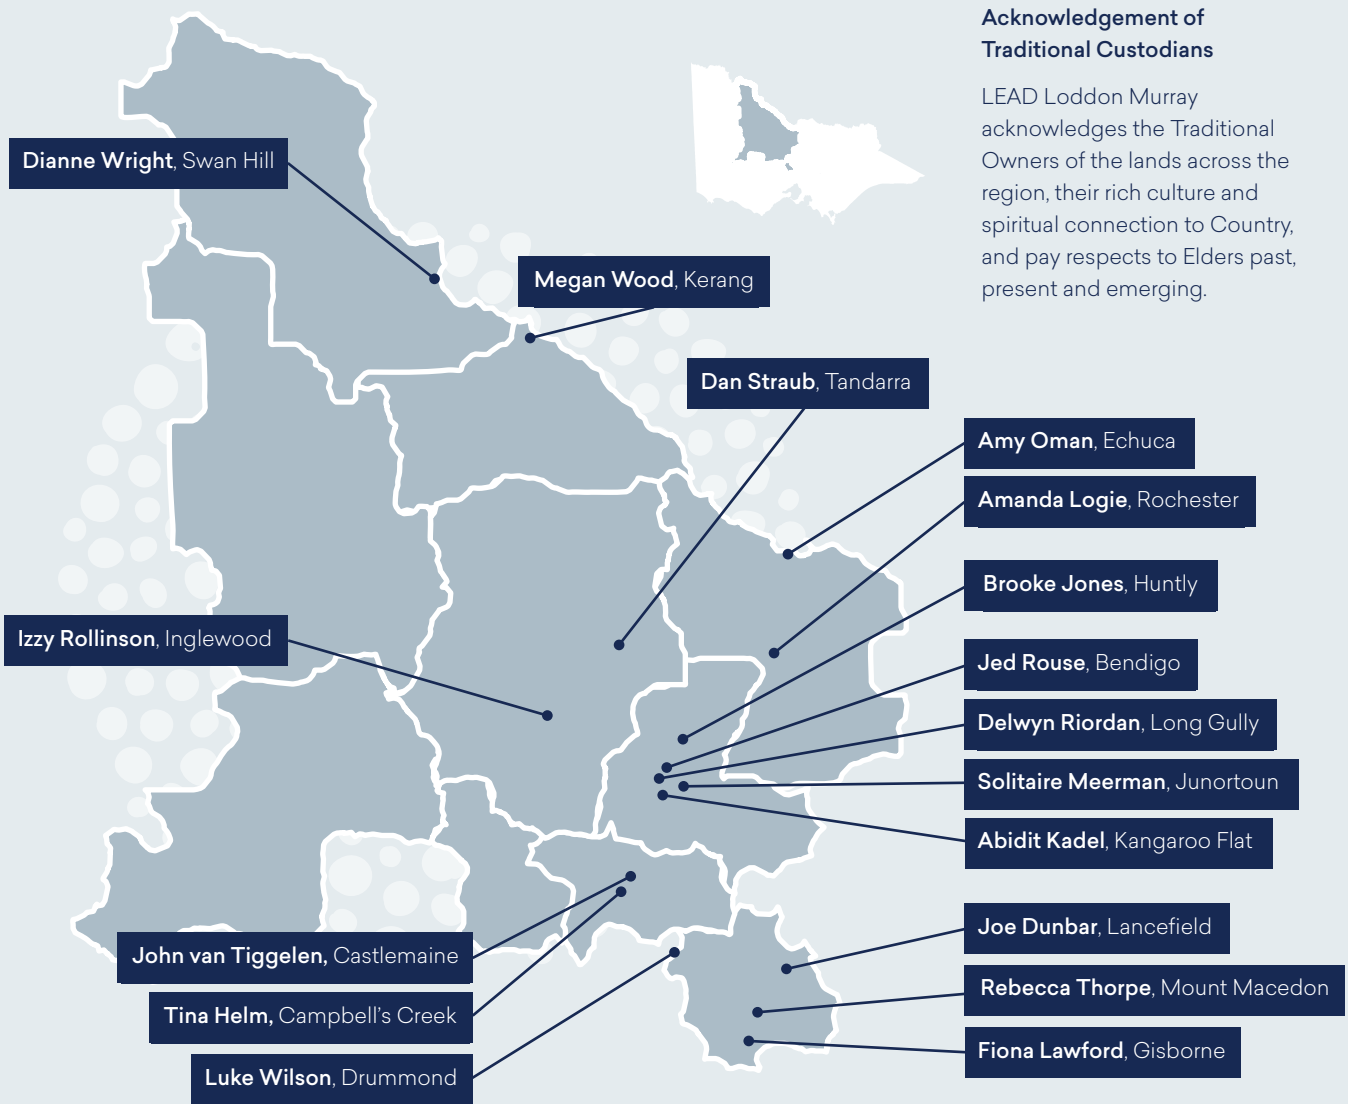 Acknowledgement of
Traditional Custodians
LEAD Loddon Murray
acknowledges the Traditional
Owners of the lands across the
region, their rich culture and
spiritual connection to Country,
and pay respects to Elders past,
present and emerging.
Dianne Wright, Swan Hill
Megan Wood, Kerang
Dan Straub, Tandarra
Amy Oman, Echuca
Amanda Logie, Rochester
Brooke Jones, Huntly
Izzy Rollinson, Inglewood
Jed Rouse, Bendigo
Delwyn Riordan, Long Gully
Solitaire Meerman, Junortoun
Abidit Kadel, Kangaroo Flat
Joe Dunbar, Lancefield
John van Tiggelen, Castlemaine
Rebecca Thorpe, Mount Macedon
Tina Helm, Campbell's Creek
Fiona Lawford, Gisborne
Luke Wilson, Drummond